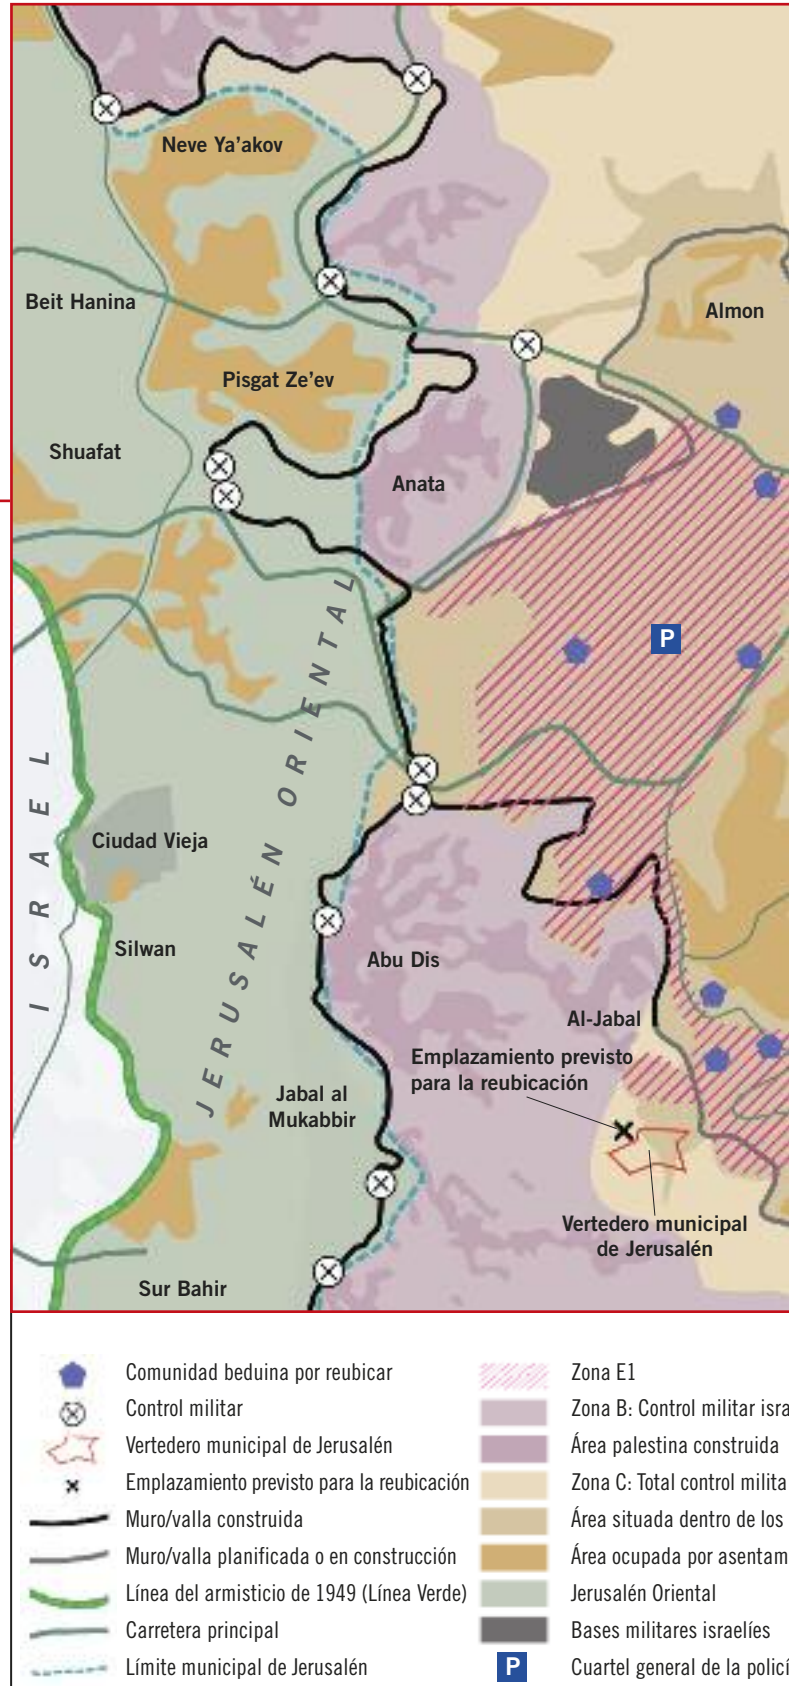 Neve Ya’akov
Beit Hanina
Almon
Pisgat Ze’ev
Shuafat
Anata
P
JERUSALÉN ORIENTAL
ISRAEL
Ciudad Vieja
Silwan
Abu Dis
Al-Jabal
Emplazamiento previsto
para la reubicación
Jabal al
Mukabbir
Vertedero municipal
de Jerusalén
Sur Bahir
Comunidad beduina por reubicar
Control militar
Vertedero municipal de Jerusalén
Emplazamiento previsto para la reubicación
Muro/valla construida
Muro/valla planificada o en construcción
Línea del armisticio de 1949 (Línea Verde)
Carretera principal
Límite municipal de Jerusalén
Zona E1
Zona B: Control militar isra
Área palestina construida
Zona C: Total control milita
Área situada dentro de los
Área ocupada por asentam
Jerusalén Oriental
Bases militares israelíes
P Cuartel general de la policí